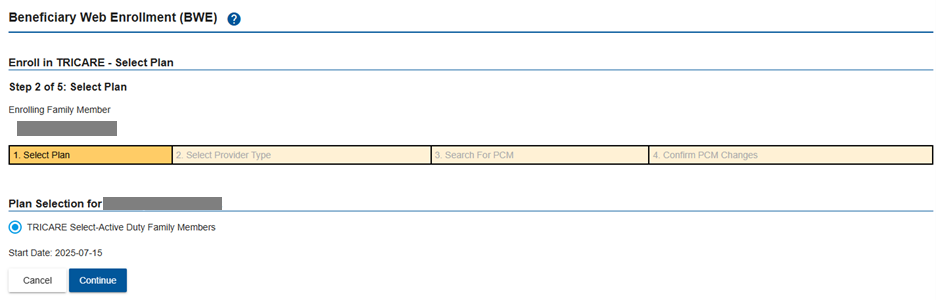 Beneficiary Web Enrollment (BWE) ?
Enroll in TRICARE - Select Plan
Step 2 of 5: Select Plan
Enrolling Family Member
1. Select Plan 2. Select Provider Type 3. Search For PCM 4. Confirm PCM Changes
Plan Selection for
TRICARE Select-Active Duty Family Members
Start Date: 2025-07-15
Cancel Continue